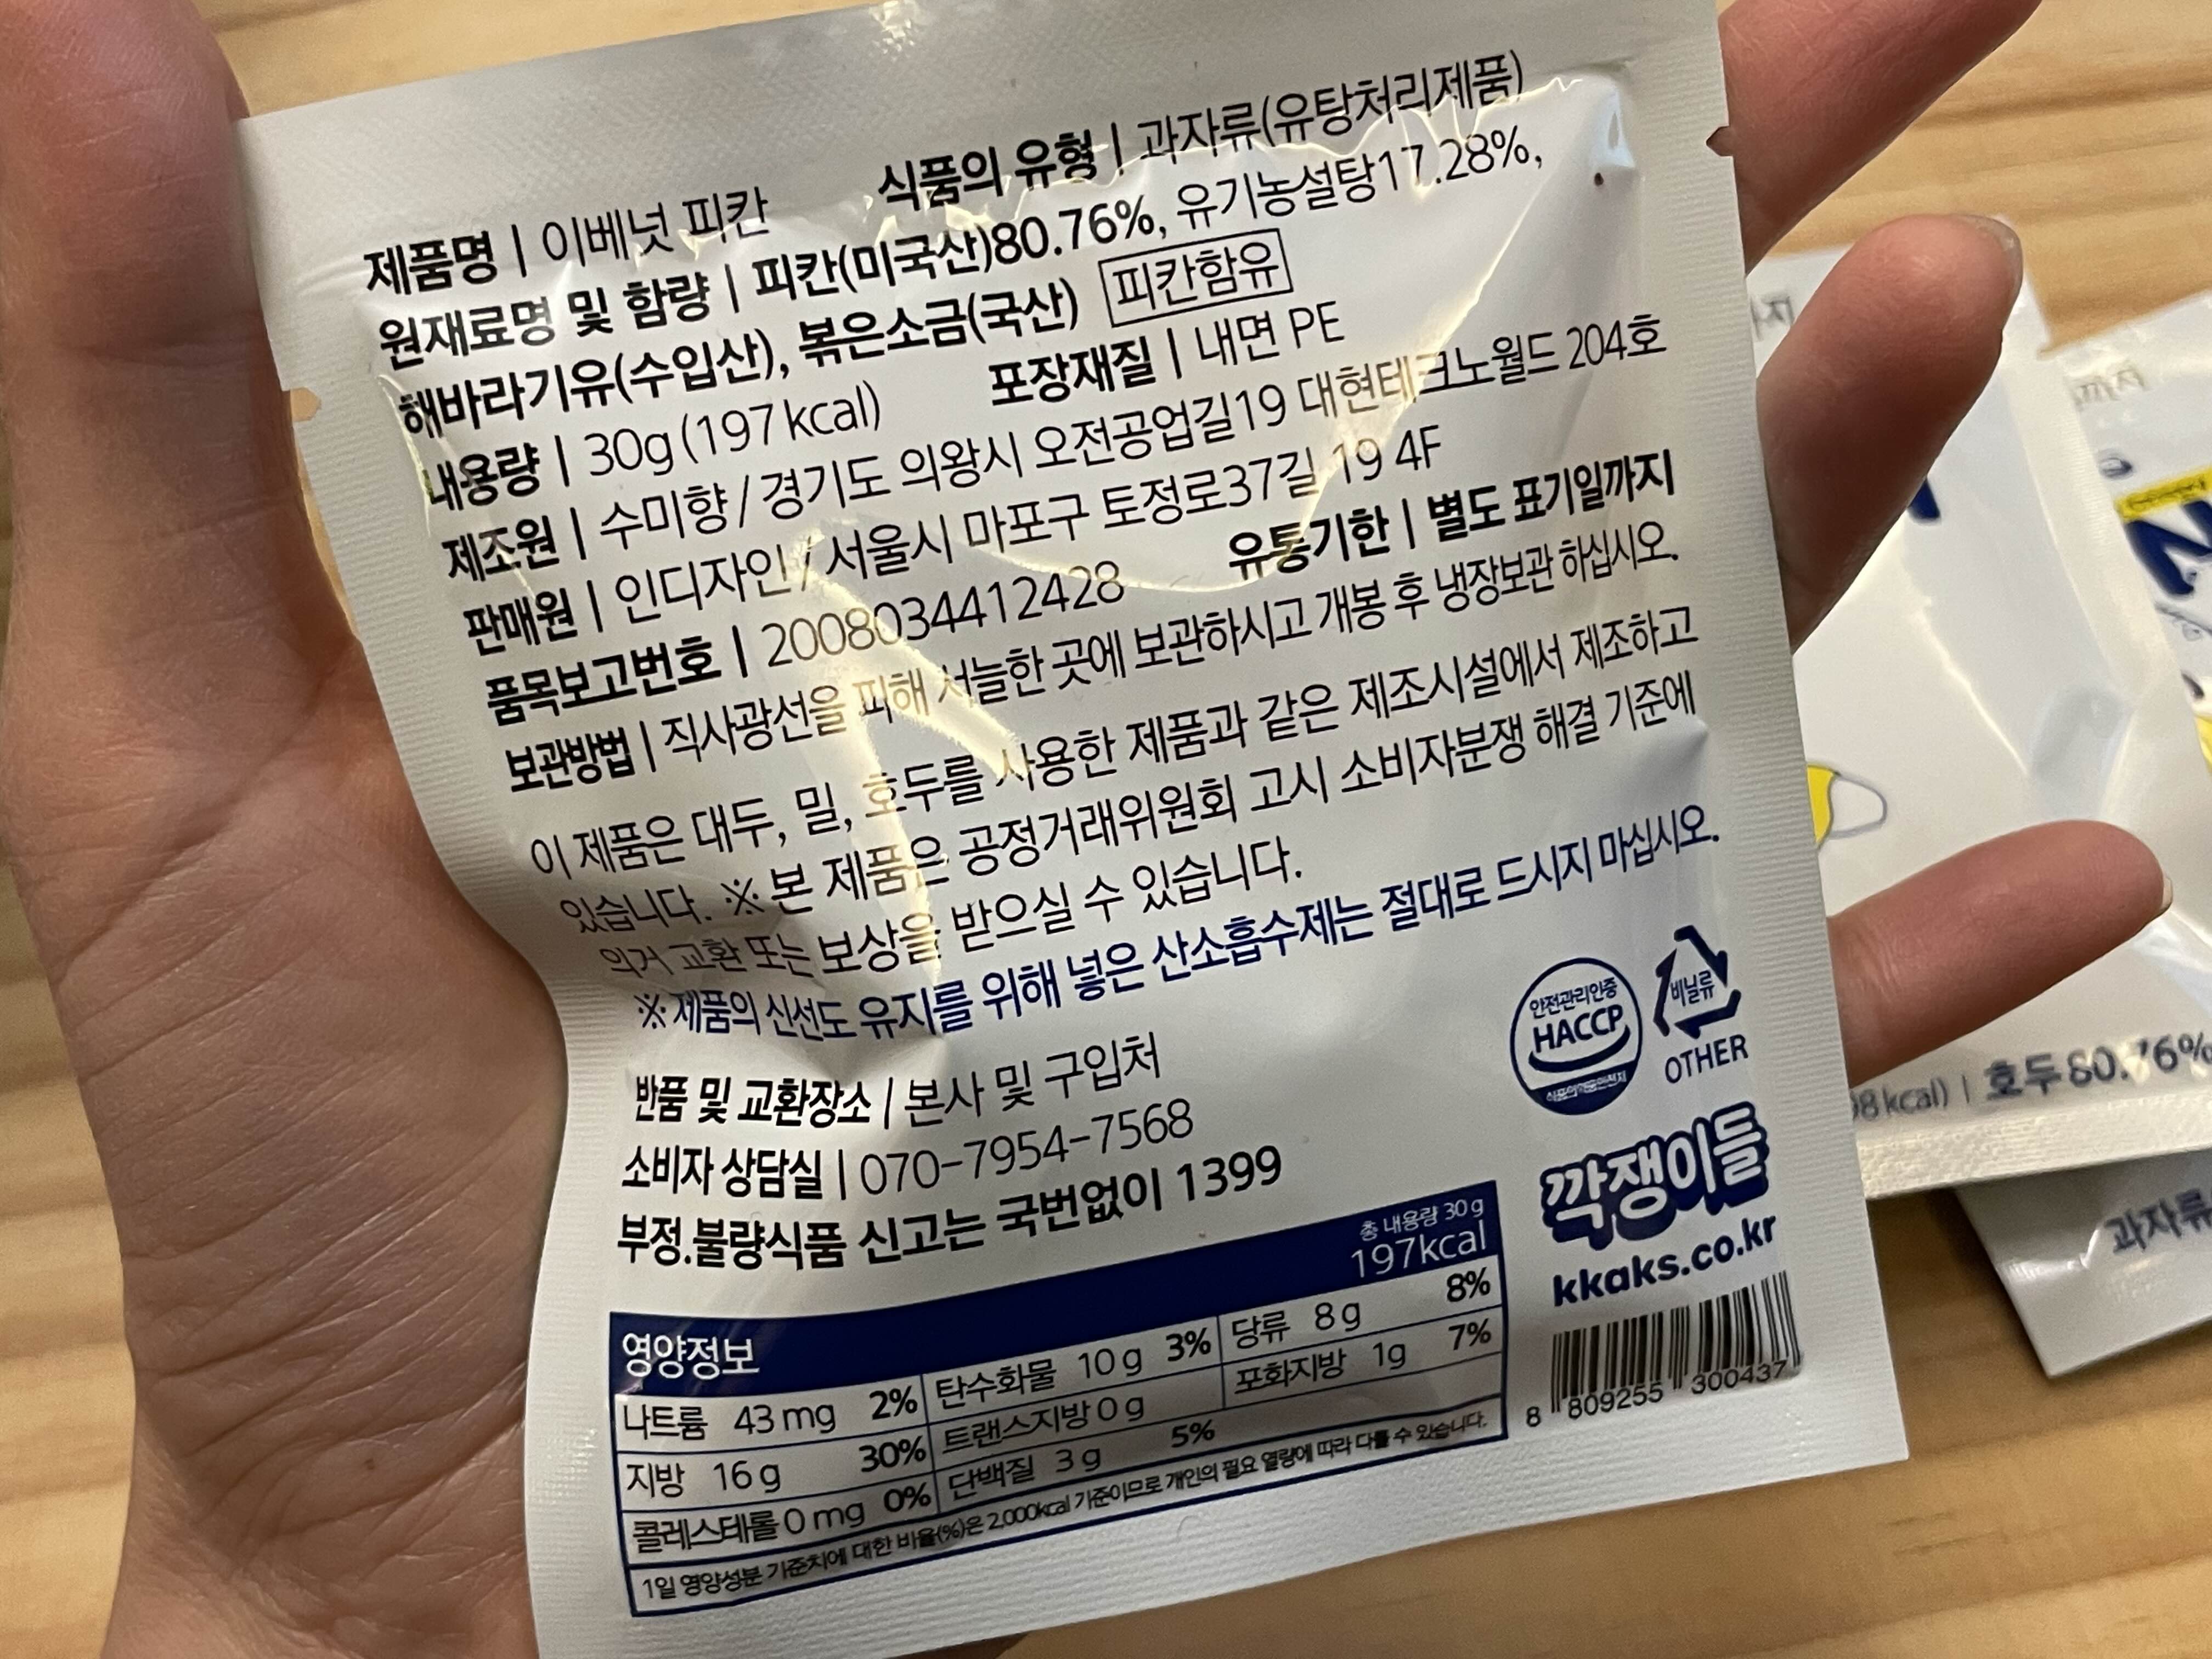 제품명 | 이베넛 피칸 식품의 유형 | 과자류(유탕처리제품)
원재료명 및 함량 | 피칸(미국산)80.76%, 유기농설탕17.28%,
해바라기유(수입산), 볶은소금(국산) 피칸함유
내용량 | 30g(197kcal) 포장재질 | 내면 PE
제조원 | 수미향 / 경기도 의왕시 오전공업길19 대현테크노월드 204호
판매원 | 인디자인 / 서울시 마포구 토정로37길 19 4F
품목보고번호 | 2008034412428 유통기한 | 별도 표기일까지
보관방법 | 직사광선을 피해 서늘한 곳에 보관하시고 개봉 후 냉장보관 하십시오.
이 제품은 대두, 밀, 호두를 사용한 제품과 같은 제조시설에서 제조하고
있습니다. ※ 본 제품은 공정거래위원회 고시 소비자분쟁 해결 기준에
의거 교환 또는 보상을 받으실 수 있습니다.
※ 제품의 신선도 유지를 위해 넣은 산소흡수제는 절대로 드시지 마십시오.
반품 및 교환장소 | 본사 및 구입처
소비자 상담실 | 070-7954-7568
부정.불량식품 신고는 국번없이 1399
안전관리인증
HACCP
비닐류
OTHER
깍쟁이들
kkaks.co.kr
8 809255 300437
영양정보 총 내용량 30g
197kcal
나트륨 43mg 2% 탄수화물 10g 3% 당류 8g 8%
지방 16g 30% 트랜스지방 0g 포화지방 1g 7%
콜레스테롤 0mg 0% 단백질 3g 5%
1일 영양성분 기준치에 대한 비율(%)은 2,000kcal 기준이므로 개인의 필요 열량에 따라 다를 수 있습니다.
98kcal) | 호두 80.76%
과자류